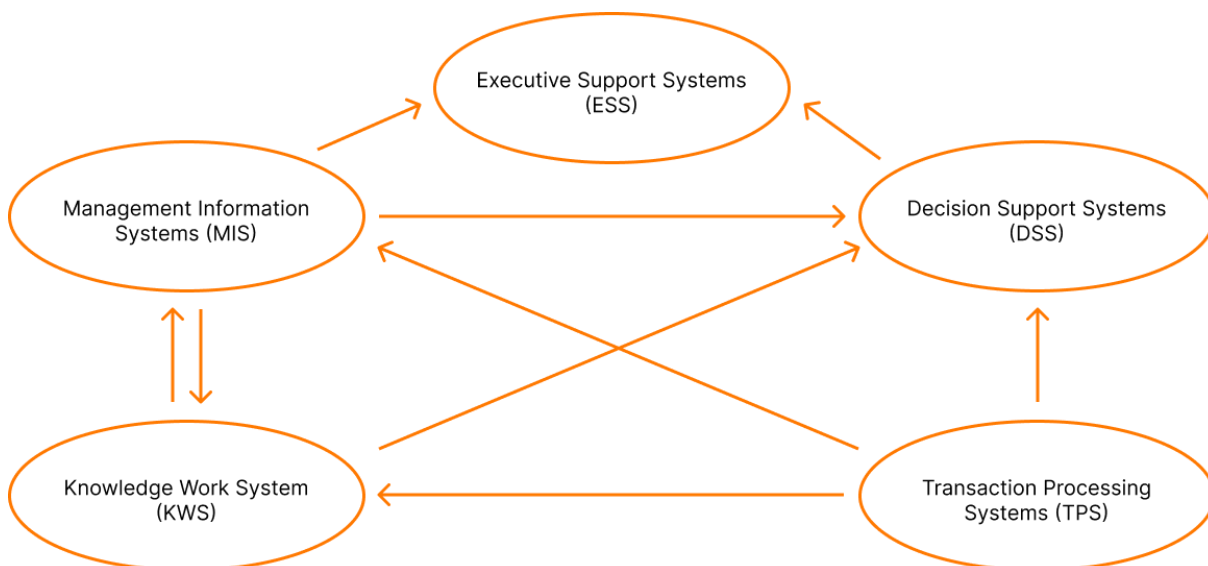 Executive Support Systems
(ESS)
Management Information
Systems (MIS)
Decision Support Systems
(DSS)
Knowledge Work System
(KWS)
Transaction Processing
Systems (TPS)